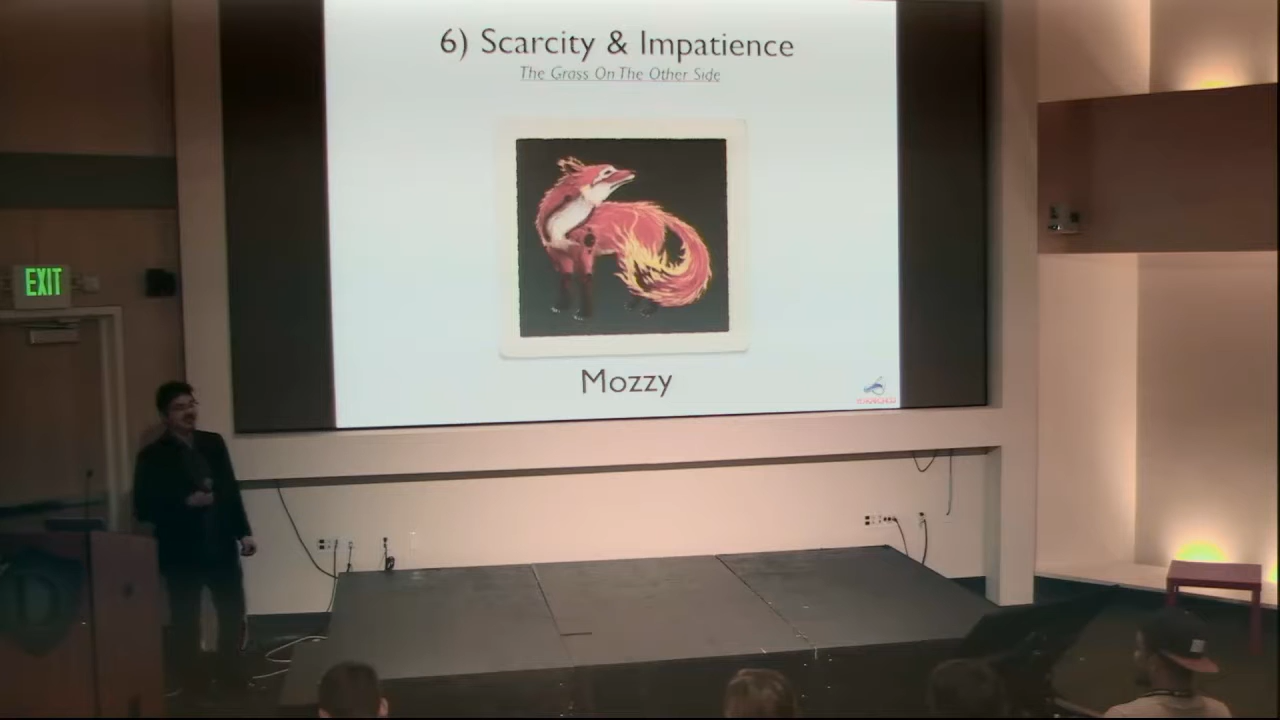 6) Scarcity & Impatience
The Grass On The Other Side
EXIT
Mozzy
D